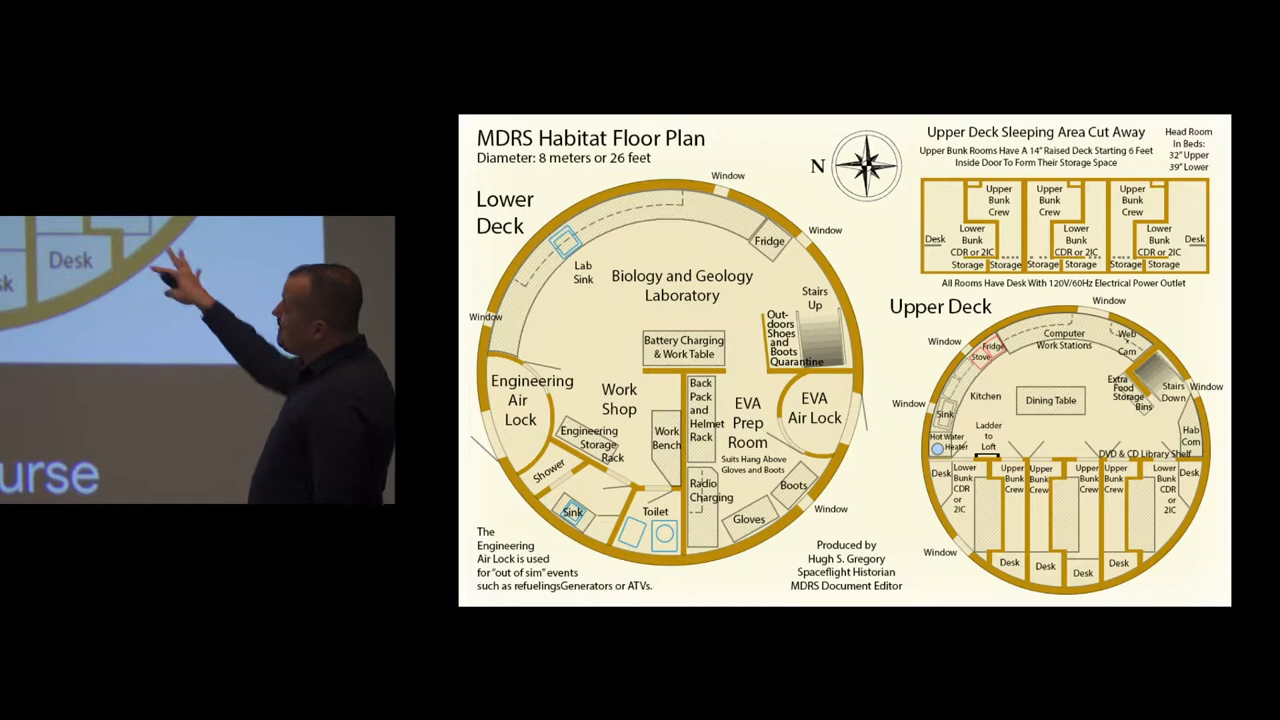 Desk
sk
urse
MDRS Habitat Floor Plan
Diameter: 8 meters or 26 feet
Lower
Deck
Window
Window
Window
Window
N
Lab
Sink
Fridge
Biology and Geology
Laboratory
Stairs
Up
Out-
doors
Shoes
and
Boots
Quarantine
Battery Charging
& Work Table
Engineering
Air
Lock
Work
Shop
Engineering
Storage
Rack
Work
Bench
Back
Pack
and
Helmet
Rack
EVA
Prep
Room
Suits Hang Above
Gloves and Boots
EVA
Air Lock
Shower
Sink
Toilet
Radio
Charging
Gloves
Boots
The
Engineering
Air Lock is used
for "out of sim" events
such as refuelingsGenerators or ATVs.
Produced by
Hugh S. Gregory
Spaceflight Historian
MDRS Document Editor
Upper Deck Sleeping Area Cut Away
Upper Bunk Rooms Have A 14" Raised Deck Starting 6 Feet
Inside Door To Form Their Storage Space
Head Room
In Beds:
32" Upper
39" Lower
Upper
Bunk
Crew
Upper
Bunk
Crew
Upper
Bunk
Crew
Desk
Lower
Bunk
CDR or 2IC
Lower
Bunk
CDR or 2IC
Lower
Bunk
CDR or 2IC
Desk
Storage
Storage
Storage
Storage
Storage
Storage
All Rooms Have Desk With 120V/60Hz Electrical Power Outlet
Upper Deck
Window
Window
Window
Window
Window
Fridge
Stove
Computer
Work Stations
Web
Cam
Kitchen
Dining Table
Extra
Food
Storage
Bins
Stairs
Down
Sink
Hot Water
Heater
Ladder
to
Loft
Hab
Com
DVD & CD Library Shelf
Desk
Lower
Bunk
CDR
or
2IC
Upper
Bunk
Crew
Upper
Bunk
Crew
Upper
Bunk
Crew
Upper
Bunk
Crew
Lower
Bunk
CDR
or
2IC
Desk
Desk
Desk
Desk
Desk